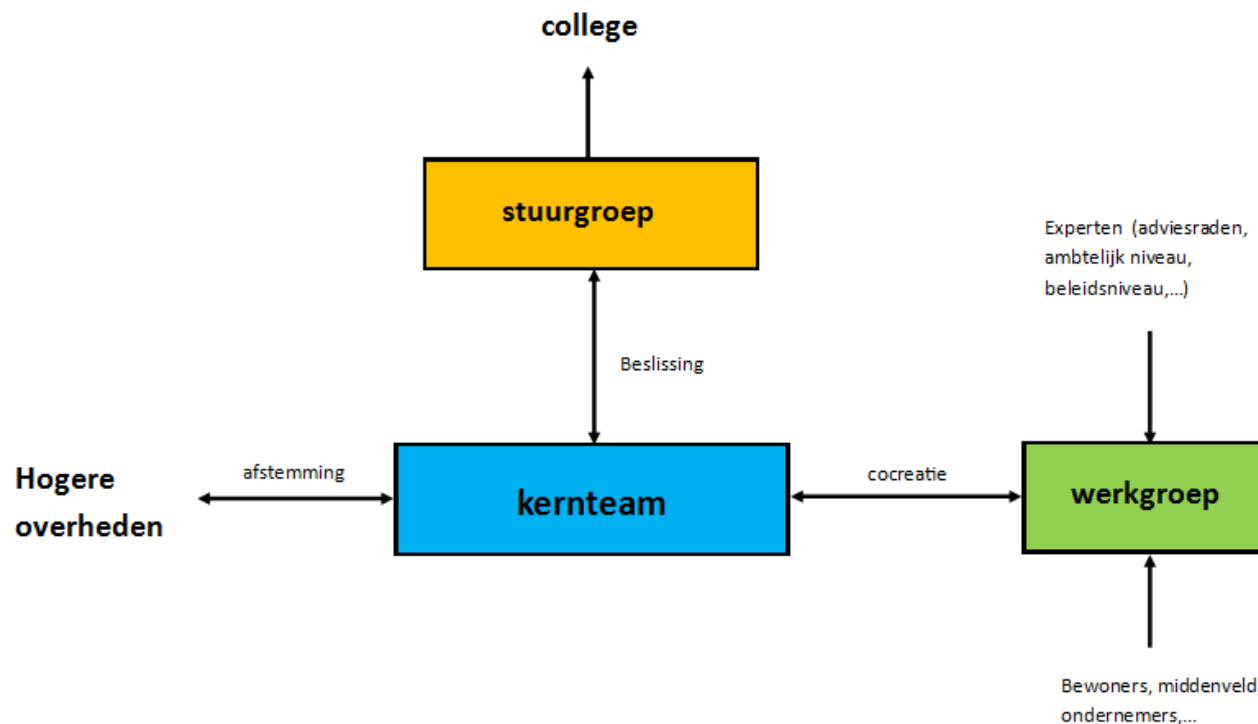 college
stuurgroep
Experten (adviesraden,
ambtelijk niveau,
beleidsniveau,...)
Beslissing
Hogere
overheden
afstemming
kernteam
cocreatie
werkgroep
Bewoners, middenveld
ondernemers,...